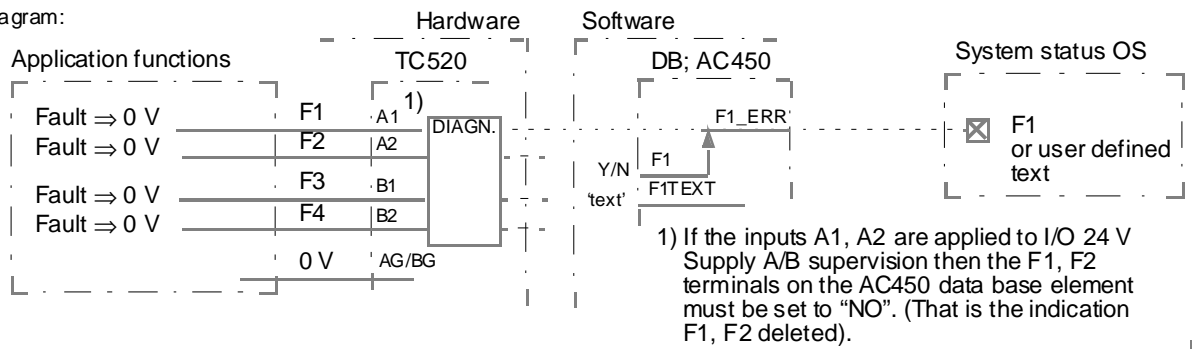 agram:
Hardware Software
Application functions TC520 DB; AC450 System status OS
1)
Fault ⇒ 0 V F1 A1 DIAGN. F1_ERR F1
Fault ⇒ 0 V F2 A2 or user defined
Y/N F1 text
Fault ⇒ 0 V F3 B1 'text' F1TEXT
Fault ⇒ 0 V F4 B2
0 V AG/BG
1) If the inputs A1, A2 are applied to I/O 24 V
Supply A/B supervision then the F1, F2
terminals on the AC450 data base element
must be set to “NO”. (That is the indication
F1, F2 deleted).